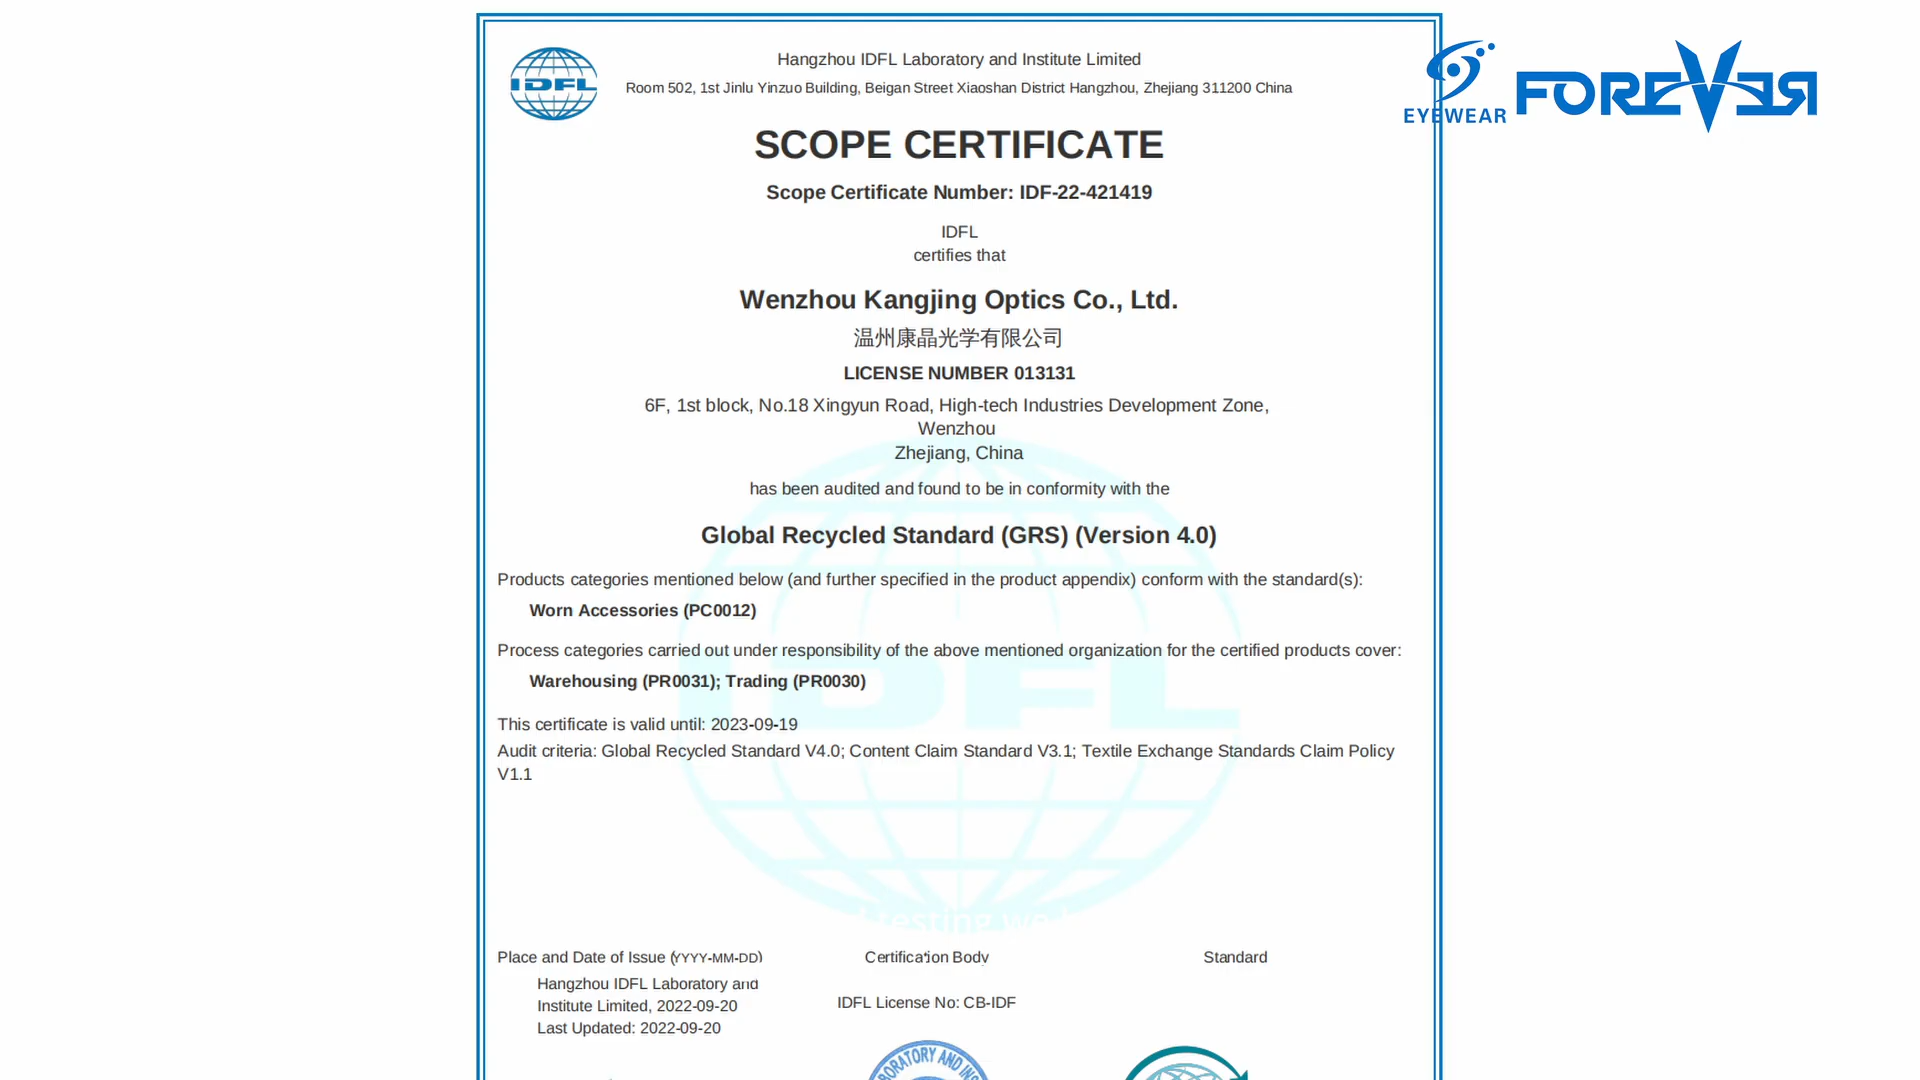 IDFL
Hangzhou IDFL Laboratory and Institute Limited
Room 502, 1st Jinlu Yinzuo Building, Beigan Street Xiaoshan District Hangzhou, Zhejiang 311200 China
EYEWEAR FOREVER
SCOPE CERTIFICATE
Scope Certificate Number: IDF-22-421419
IDFL
certifies that
Wenzhou Kangjing Optics Co., Ltd.
温州康晶光学有限公司
LICENSE NUMBER 013131
6F, 1st block, No.18 Xingyun Road, High-tech Industries Development Zone,
Wenzhou
Zhejiang, China
has been audited and found to be in conformity with the
Global Recycled Standard (GRS) (Version 4.0)
Products categories mentioned below (and further specified in the product appendix) conform with the standard(s):
Worn Accessories (PC0012)
Process categories carried out under responsibility of the above mentioned organization for the certified products cover:
Warehousing (PR0031); Trading (PR0030)
IDFL
This certificate is valid until: 2023-09-19
Audit criteria: Global Recycled Standard V4.0; Content Claim Standard V3.1; Textile Exchange Standards Claim Policy
V1.1
testing we
Place and Date of Issue (YYYY-MM-DD)
Certification Body
Standard
Hangzhou IDFL Laboratory and
Institute Limited, 2022-09-20
Last Updated: 2022-09-20
IDFL License No: CB-IDF
ORATORY AND INS